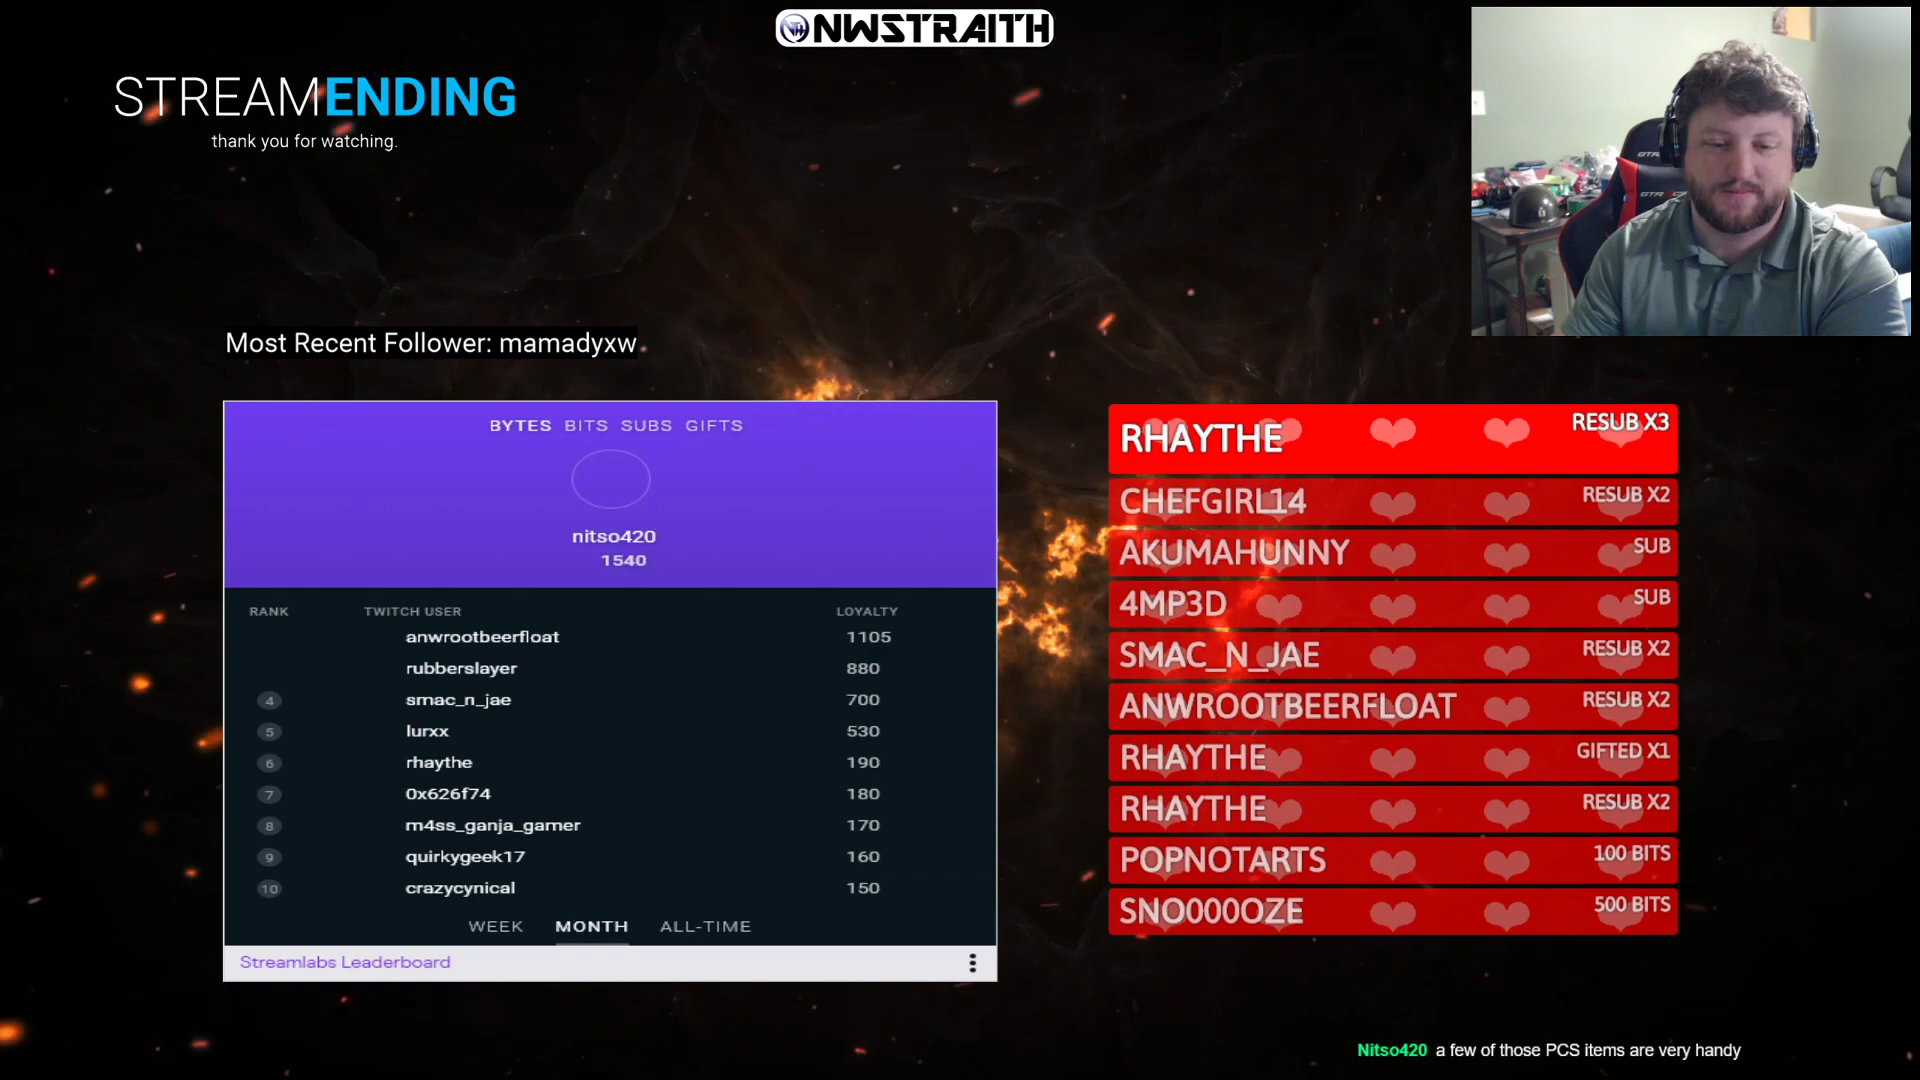 NWSTRAITH
STREAMENDING
thank you for watching.
Most Recent Follower: mamadyxw
BYTES BITS SUBS GIFTS
nitso420
1540
RANK TWITCH USER LOYALTY
anwrootbeerfloat 1105
rubberslayer 880
4 smac_n_jae 700
5 lurxx 530
6 rhaythe 190
7 0x626f74 180
8 m4ss_ganja_gamer 170
9 quirkygeek17 160
10 crazycynical 150
WEEK MONTH ALL-TIME
Streamlabs Leaderboard
RHAYTHE RESUB X3
CHEFGIRL14 RESUB X2
AKUMAHUNNY SUB
4MP3D SUB
SMAC_N_JAE RESUB X2
ANWROOTBEERFLOAT RESUB X2
RHAYTHE GIFTED X1
RHAYTHE RESUB X2
POPNOTARTS 100 BITS
SNO000OZE 500 BITS
Nitso420 a few of those PCS items are very handy